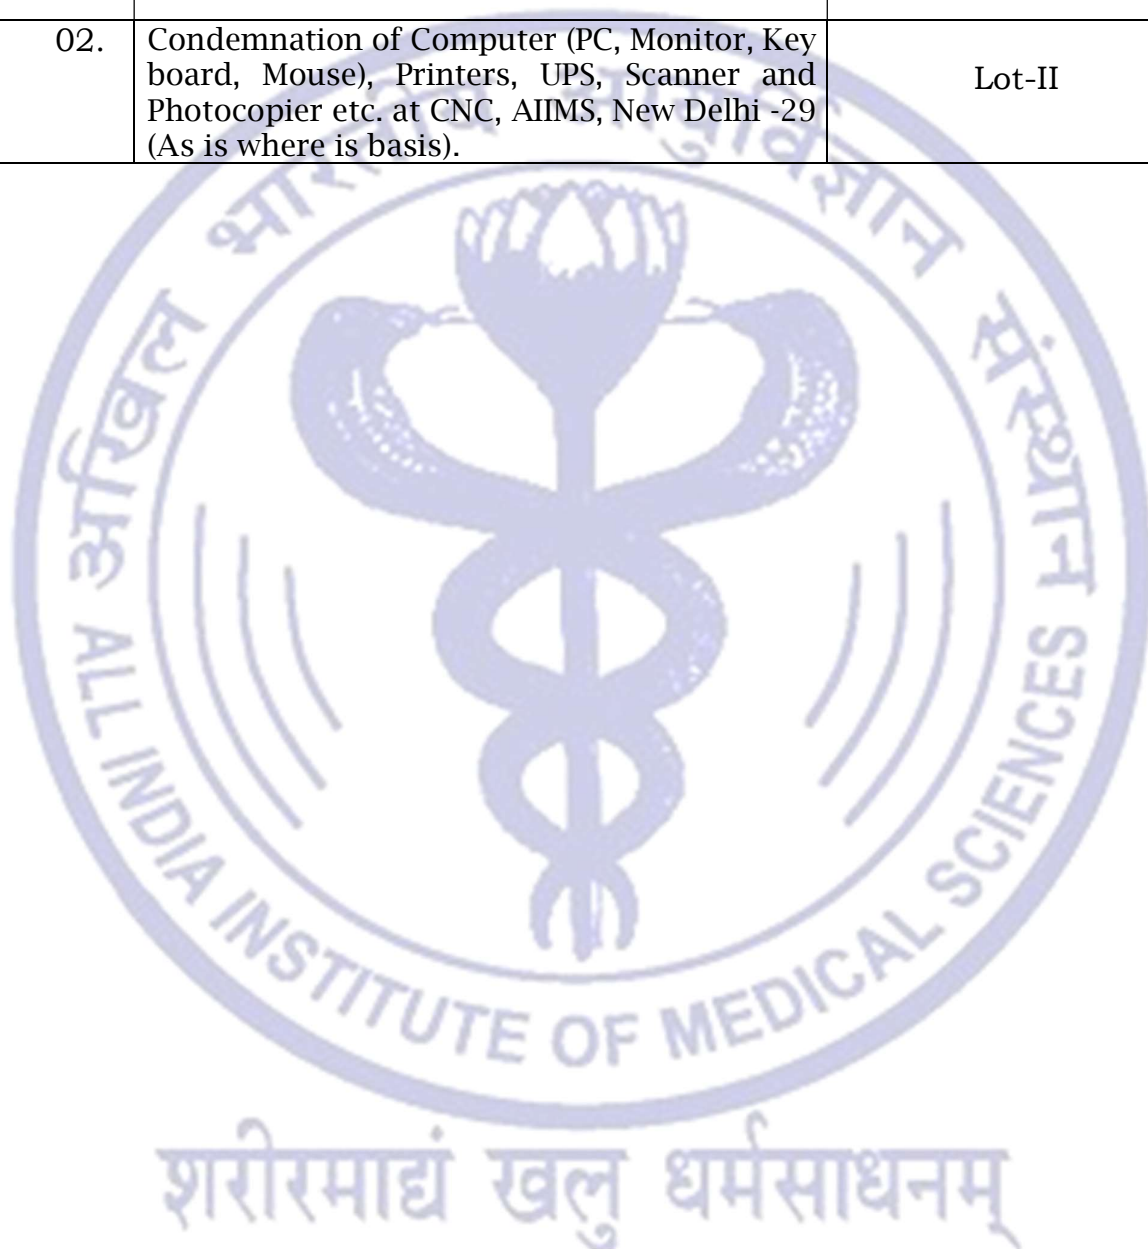 02. Condemnation of Computer (PC, Monitor, Key
board, Mouse), Printers, UPS, Scanner and
Photocopier etc. at CNC, AIIMS, New Delhi -29
(As is where is basis).
Lot-II
अखिल भारतीय आयुर्विज्ञान संस्थान
ALL INDIA INSTITUTE OF MEDICAL SCIENCES
शरीरमाद्यं खलु धर्मसाधनम्